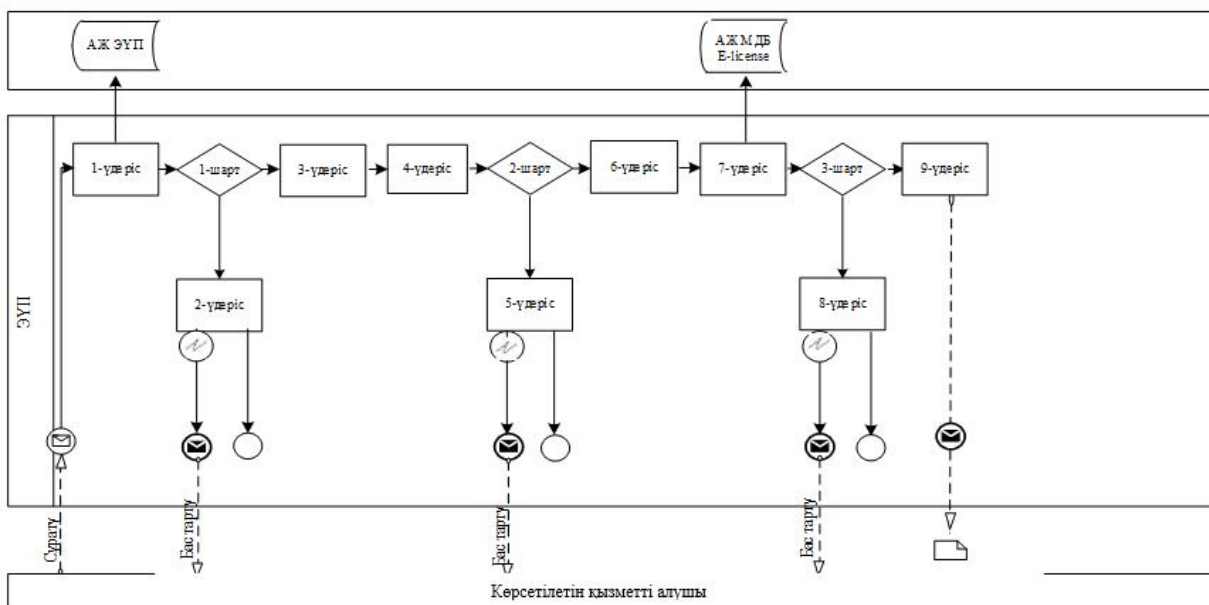 АЖ ЭҮП
АЖ МДБ
E-license
ЭҮП
1-үдеріс
1-шарт
3-үдеріс
4-үдеріс
2-шарт
6-үдеріс
7-үдеріс
3-шарт
9-үдеріс
2-үдеріс
5-үдеріс
8-үдеріс
Сұрату
Бас тарту
Бас тарту
Бас тарту
Көрсетілетін қызметті алушы